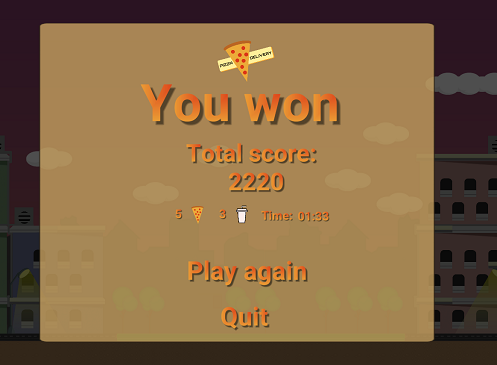 PIZZA DELIVERY
You won
Total score:
2220
5 3 Time: 01:33
Play again
Quit